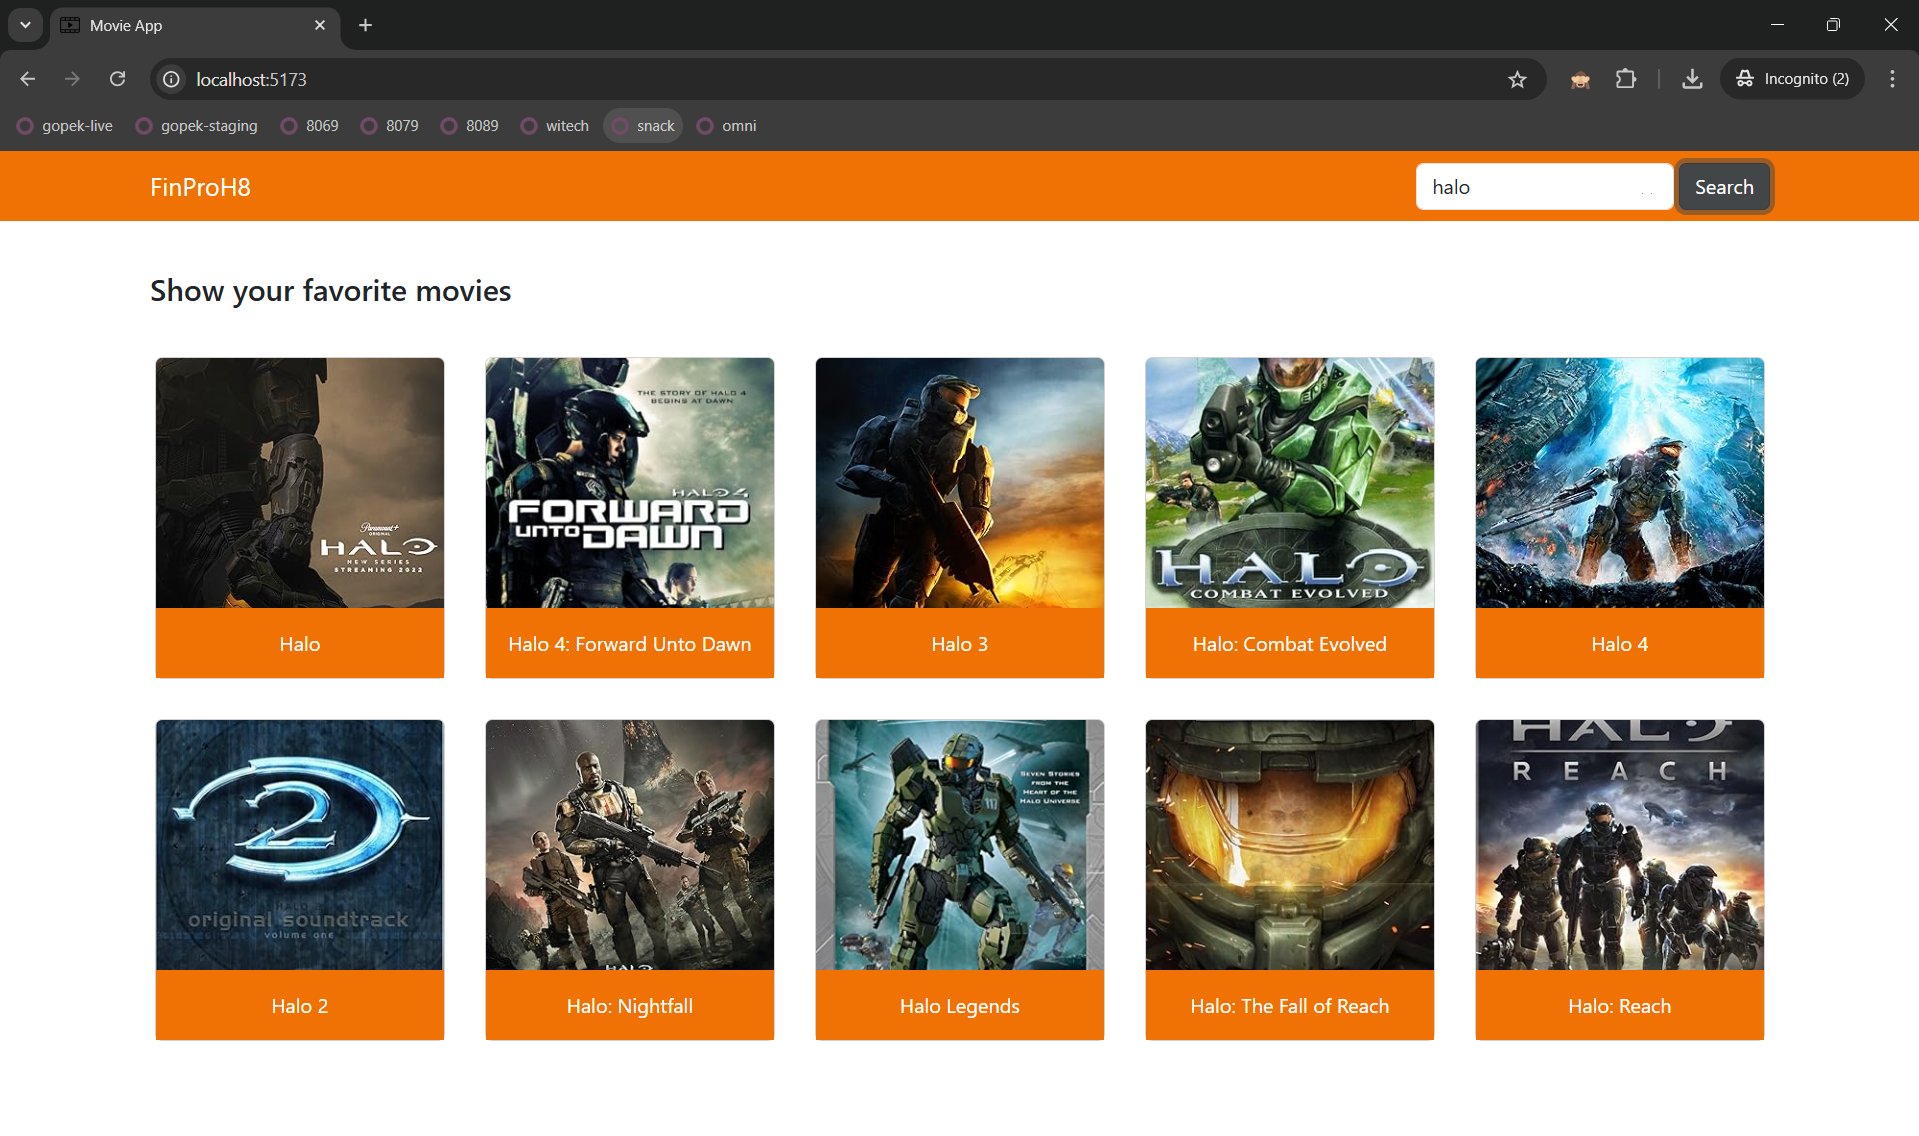 Movie App
localhost:5173
Incognito (2)
gopek-live
gopek-staging
8069
8079
8089
witech
snack
omni
FinProH8
halo
Search
Show your favorite movies
Paramount+
ORIGINAL
HALO
NEW SERIES
STREAMING 2022
THE STORY OF HALO 4
BEGINS AT DAWN
HALO 4
FORWARD
UNTO DAWN
HALO
COMBAT EVOLVED
Halo
Halo 4: Forward Unto Dawn
Halo 3
Halo: Combat Evolved
Halo 4
2
original soundtrack
VOLUME ONE
HALO
SEVEN STORIES
FROM THE
HEART OF THE
HALO UNIVERSE
117
HALO
REACH
Halo 2
Halo: Nightfall
Halo Legends
Halo: The Fall of Reach
Halo: Reach